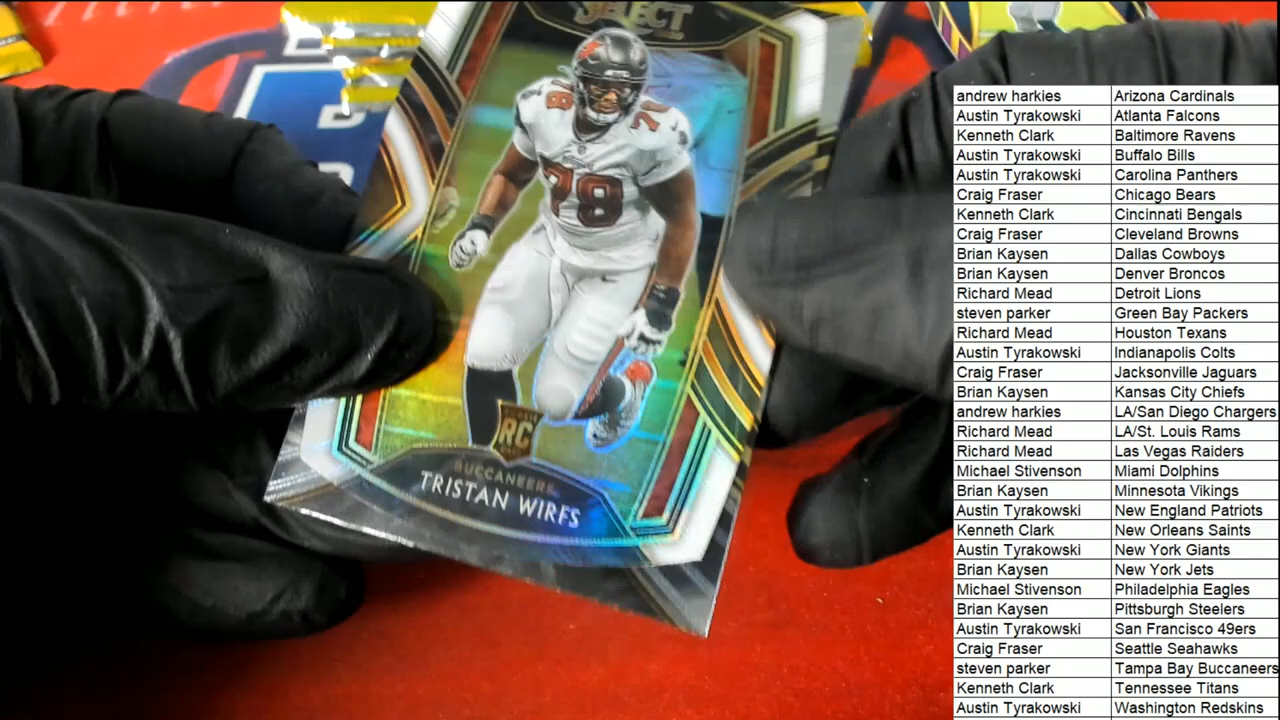 SELECT
78
78
RC
BUCCANEERS
TRISTAN WIRFS
andrew harkies Arizona Cardinals
Austin Tyrakowski Atlanta Falcons
Kenneth Clark Baltimore Ravens
Austin Tyrakowski Buffalo Bills
Austin Tyrakowski Carolina Panthers
Craig Fraser Chicago Bears
Kenneth Clark Cincinnati Bengals
Craig Fraser Cleveland Browns
Brian Kaysen Dallas Cowboys
Brian Kaysen Denver Broncos
Richard Mead Detroit Lions
steven parker Green Bay Packers
Richard Mead Houston Texans
Austin Tyrakowski Indianapolis Colts
Craig Fraser Jacksonville Jaguars
Brian Kaysen Kansas City Chiefs
andrew harkies LA/San Diego Chargers
Richard Mead LA/St. Louis Rams
Richard Mead Las Vegas Raiders
Michael Stivenson Miami Dolphins
Brian Kaysen Minnesota Vikings
Austin Tyrakowski New England Patriots
Kenneth Clark New Orleans Saints
Austin Tyrakowski New York Giants
Brian Kaysen New York Jets
Michael Stivenson Philadelphia Eagles
Brian Kaysen Pittsburgh Steelers
Austin Tyrakowski San Francisco 49ers
Craig Fraser Seattle Seahawks
steven parker Tampa Bay Buccaneers
Kenneth Clark Tennessee Titans
Austin Tyrakowski Washington Redskins